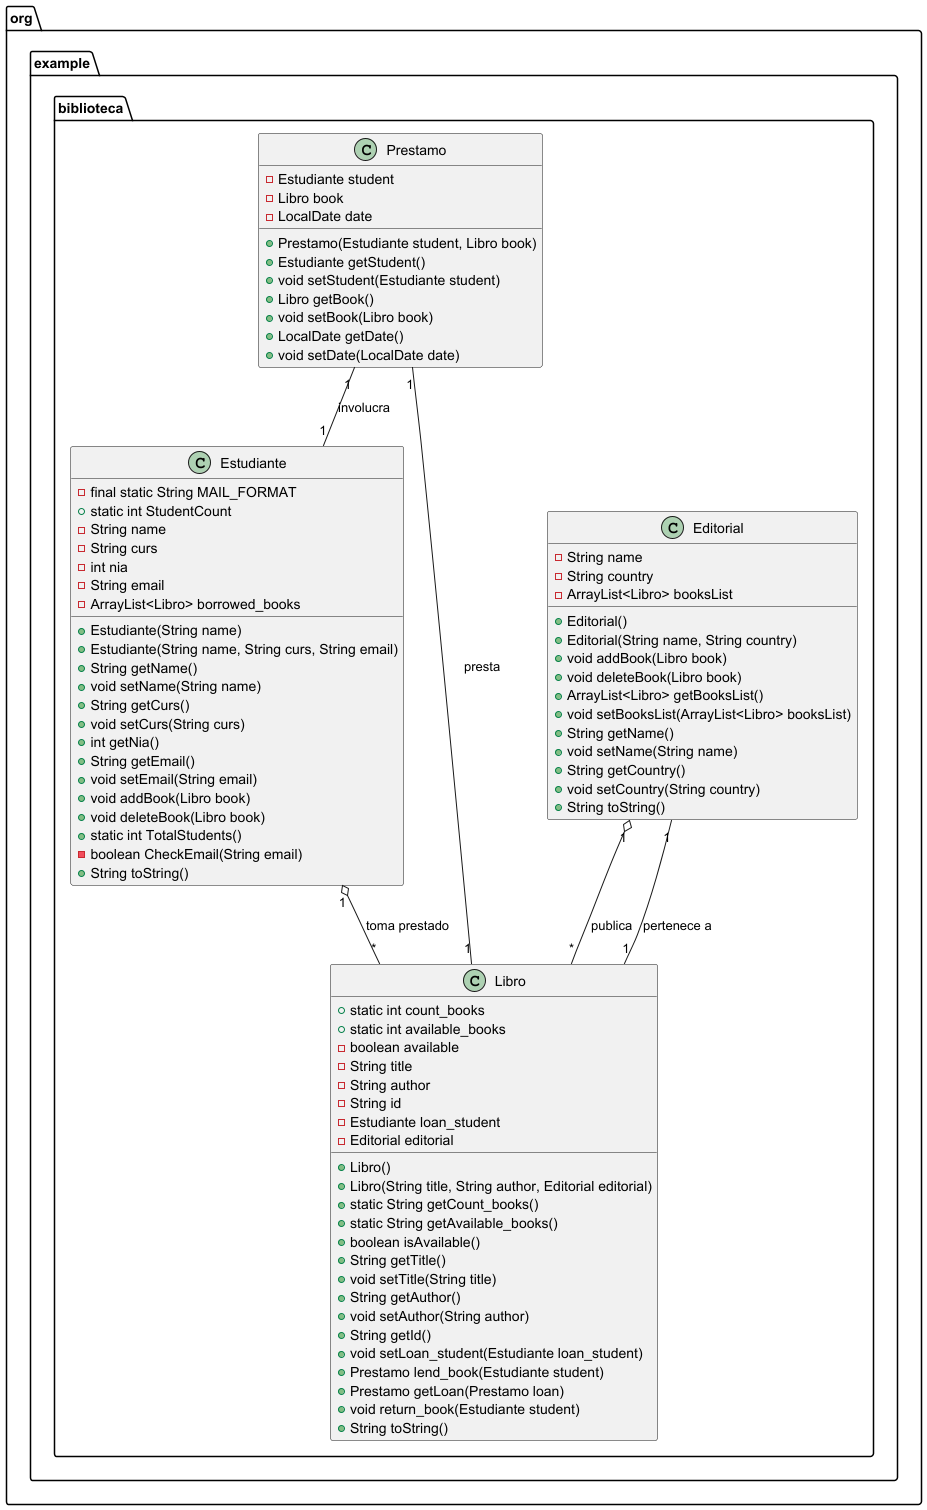 org
example
biblioteca
C Prestamo
Estudiante student
Libro book
LocalDate date
Prestamo(Estudiante student, Libro book)
Estudiante getStudent()
void setStudent(Estudiante student)
Libro getBook()
void setBook(Libro book)
LocalDate getDate()
void setDate(LocalDate date)
1
1
involucra
1
C Estudiante
final static String MAIL_FORMAT
static int StudentCount
String name
String curs
int nia
String email
ArrayList<Libro> borrowed_books
Estudiante(String name)
Estudiante(String name, String curs, String email)
String getName()
void setName(String name)
String getCurs()
void setCurs(String curs)
int getNia()
String getEmail()
void setEmail(String email)
void addBook(Libro book)
void deleteBook(Libro book)
static int TotalStudents()
boolean CheckEmail(String email)
String toString()
presta
C Editorial
String name
String country
ArrayList<Libro> booksList
Editorial()
Editorial(String name, String country)
void addBook(Libro book)
void deleteBook(Libro book)
ArrayList<Libro> getBooksList()
void setBooksList(ArrayList<Libro> booksList)
String getName()
void setName(String name)
String getCountry()
void setCountry(String country)
String toString()
1
1
1
toma prestado
publica
pertenece a
*
1
*
1
C Libro
static int count_books
static int available_books
boolean available
String title
String author
String id
Estudiante loan_student
Editorial editorial
Libro()
Libro(String title, String author, Editorial editorial)
static String getCount_books()
static String getAvailable_books()
boolean isAvailable()
String getTitle()
void setTitle(String title)
String getAuthor()
void setAuthor(String author)
String getId()
void setLoan_student(Estudiante loan_student)
Prestamo lend_book(Estudiante student)
Prestamo getLoan(Prestamo loan)
void return_book(Estudiante student)
String toString()